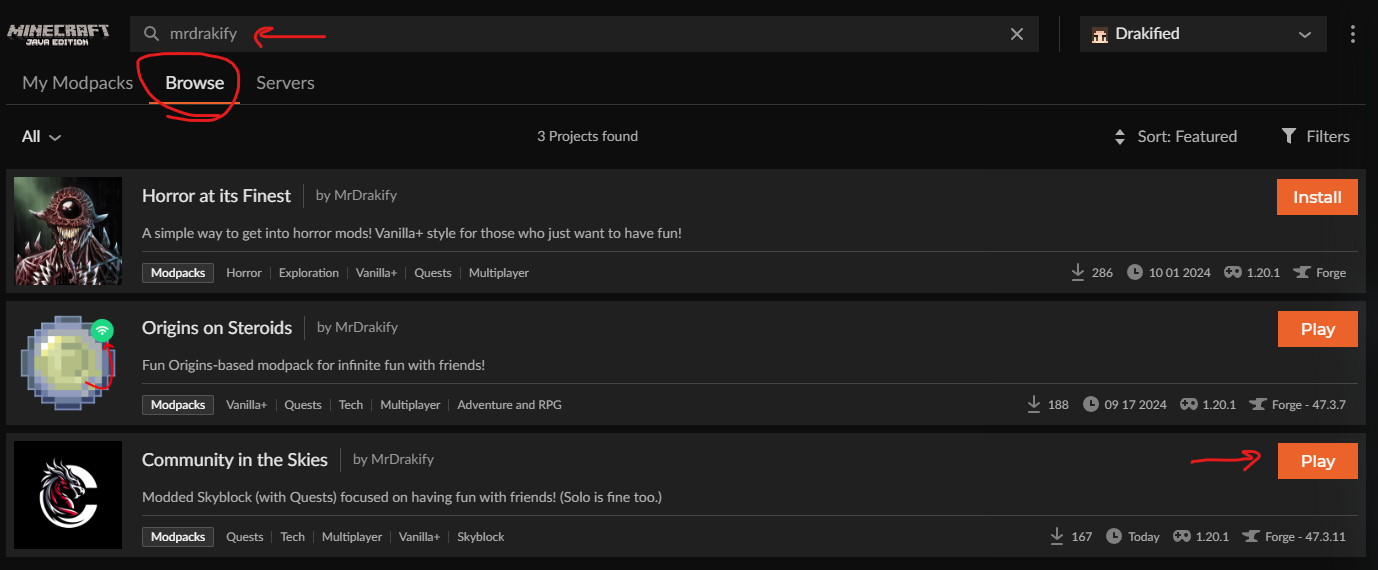 MINECRAFT
JAVA EDITION
mrdrakify
Drakified
My Modpacks Browse Servers
All 3 Projects found Sort: Featured Filters
Horror at its Finest by MrDrakify Install
A simple way to get into horror mods! Vanilla+ style for those who just want to have fun!
Modpacks Horror Exploration Vanilla+ Quests Multiplayer 286 10 01 2024 1.20.1 Forge
Origins on Steroids by MrDrakify Play
Fun Origins-based modpack for infinite fun with friends!
Modpacks Vanilla+ Quests Tech Multiplayer Adventure and RPG 188 09 17 2024 1.20.1 Forge - 47.3.7
Community in the Skies by MrDrakify Play
Modded Skyblock (with Quests) focused on having fun with friends! (Solo is fine too.)
Modpacks Quests Tech Multiplayer Vanilla+ Skyblock 167 Today 1.20.1 Forge - 47.3.11